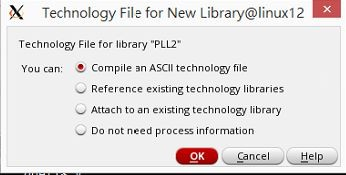 Technology File for New Library@linux12
Technology File for library "PLL2"
You can:
Compile an ASCII technology file
Reference existing technology libraries
Attach to an existing technology library
Do not need process information
OK Cancel Help